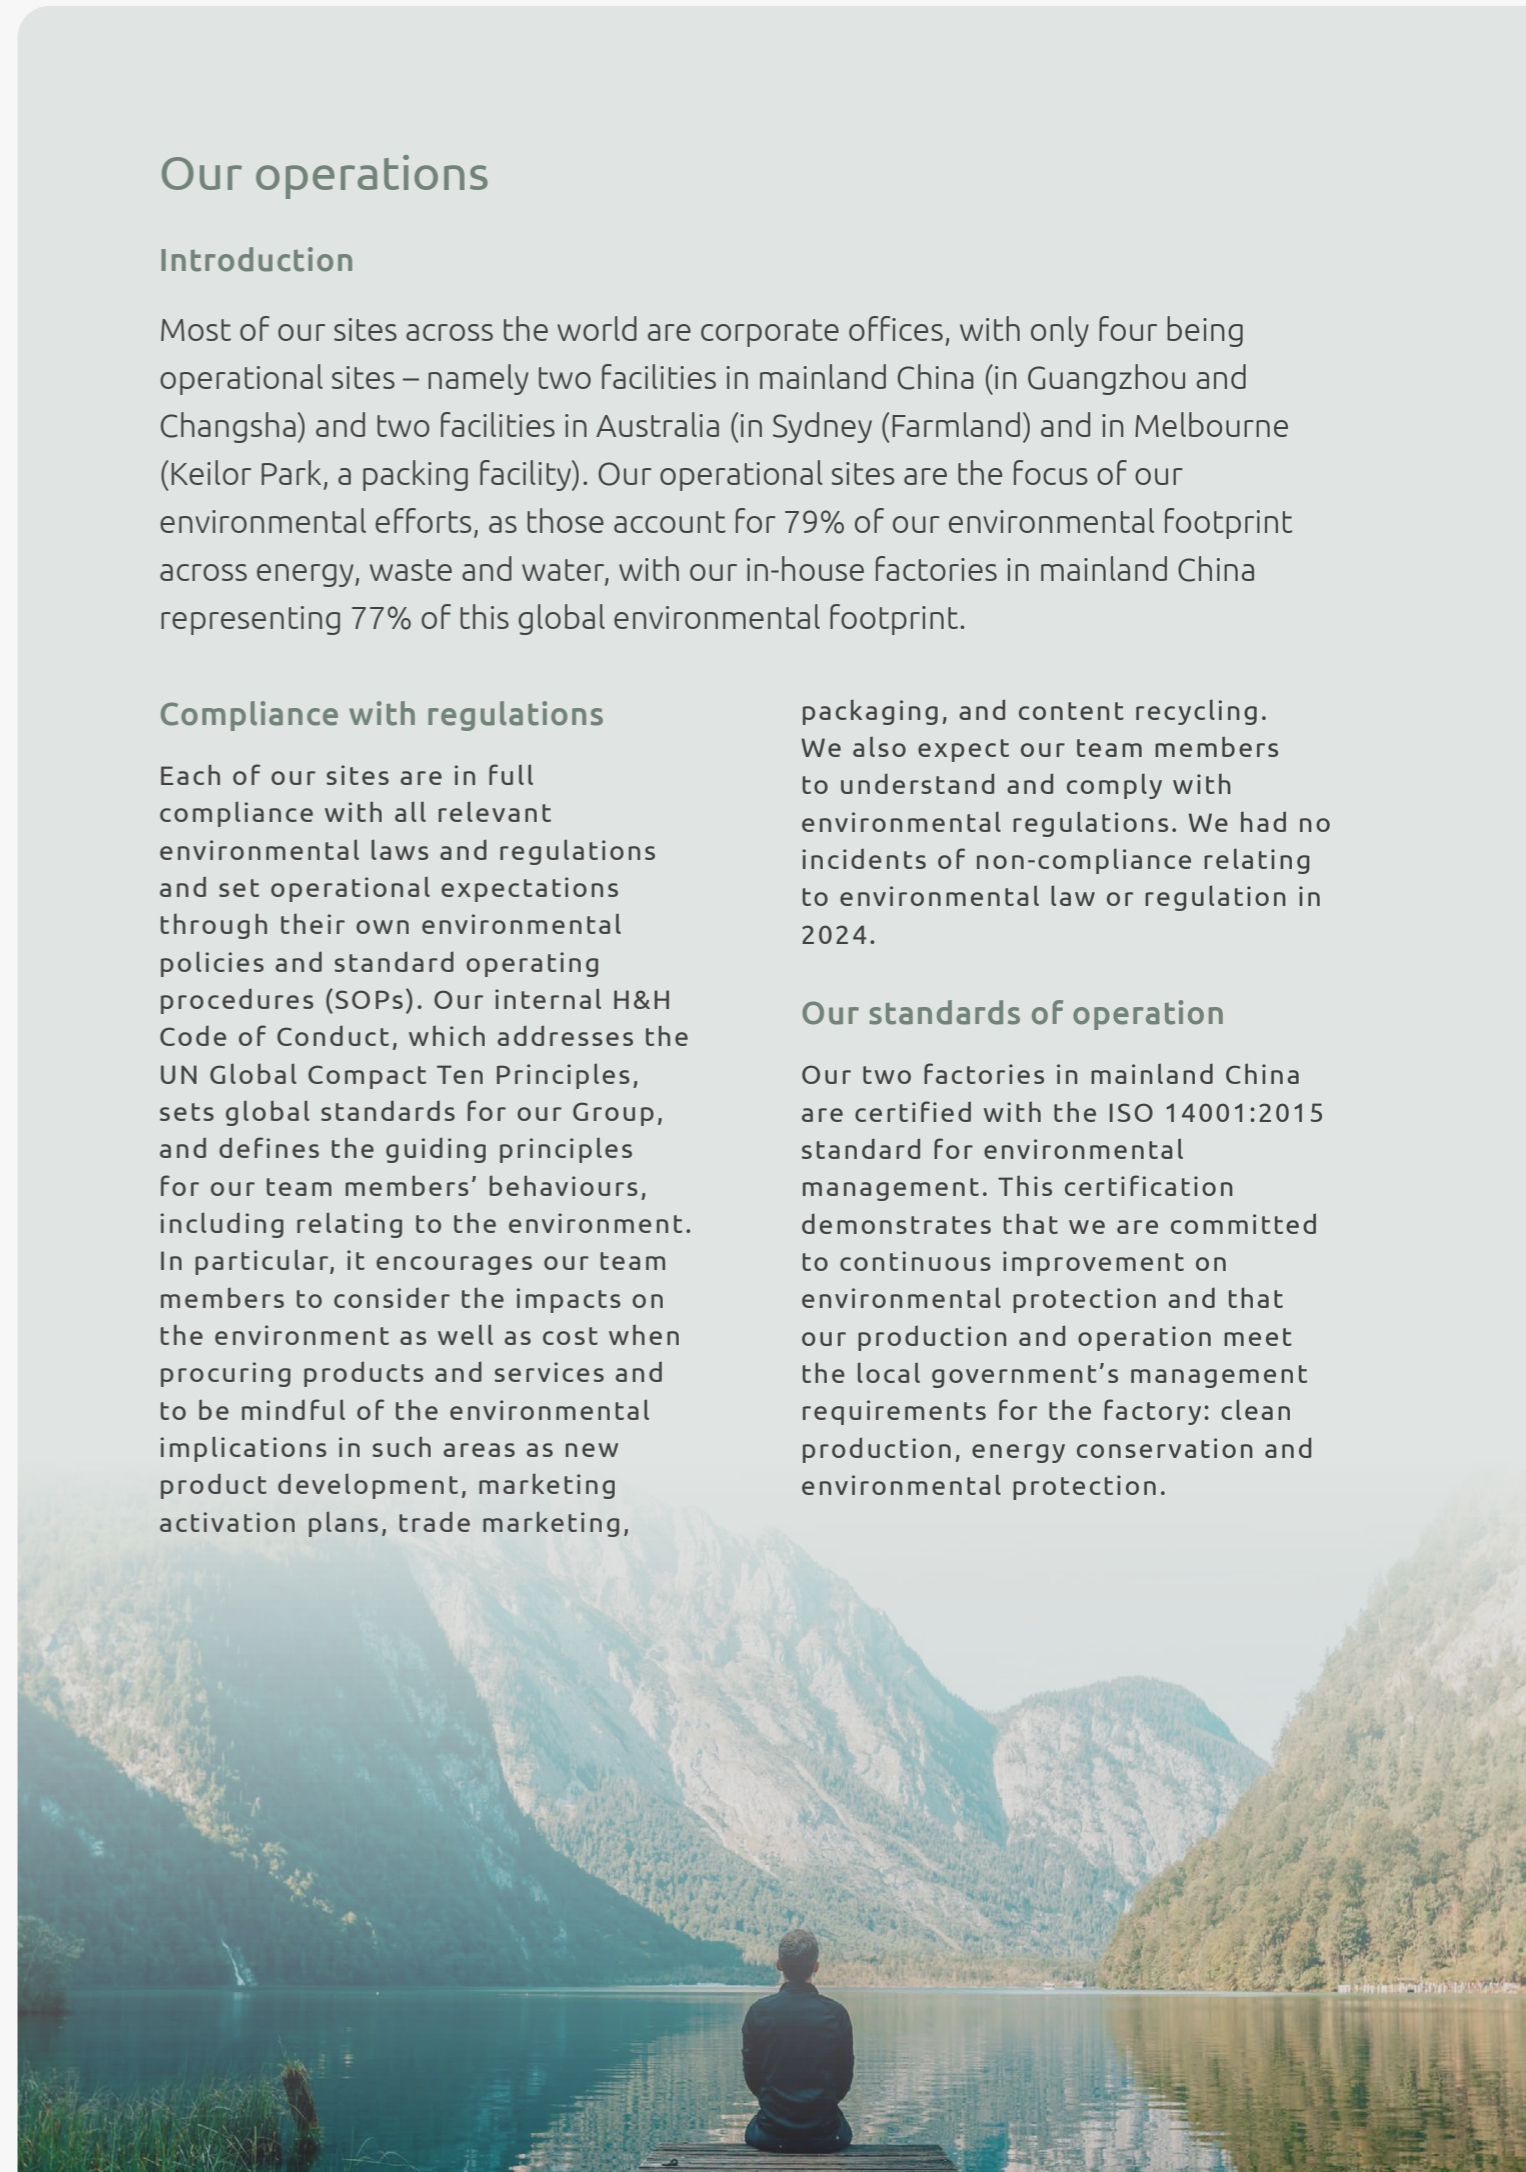 Our operations
Introduction
Most of our sites across the world are corporate offices, with only four being
operational sites – namely two facilities in mainland China (in Guangzhou and
Changsha) and two facilities in Australia (in Sydney (Farmland) and in Melbourne
(Keilor Park, a packing facility). Our operational sites are the focus of our
environmental efforts, as those account for 79% of our environmental footprint
across energy, waste and water, with our in-house factories in mainland China
representing 77% of this global environmental footprint.
Compliance with regulations
Each of our sites are in full
compliance with all relevant
environmental laws and regulations
and set operational expectations
through their own environmental
policies and standard operating
procedures (SOPs). Our internal H&H
Code of Conduct, which addresses the
UN Global Compact Ten Principles,
sets global standards for our Group,
and defines the guiding principles
for our team members’ behaviours,
including relating to the environment.
In particular, it encourages our team
members to consider the impacts on
the environment as well as cost when
procuring products and services and
to be mindful of the environmental
implications in such areas as new
product development, marketing
activation plans, trade marketing,
packaging, and content recycling.
We also expect our team members
to understand and comply with
environmental regulations. We had no
incidents of non-compliance relating
to environmental law or regulation in
2024.
Our standards of operation
Our two factories in mainland China
are certified with the ISO 14001:2015
standard for environmental
management. This certification
demonstrates that we are committed
to continuous improvement on
environmental protection and that
our production and operation meet
the local government’s management
requirements for the factory: clean
production, energy conservation and
environmental protection.